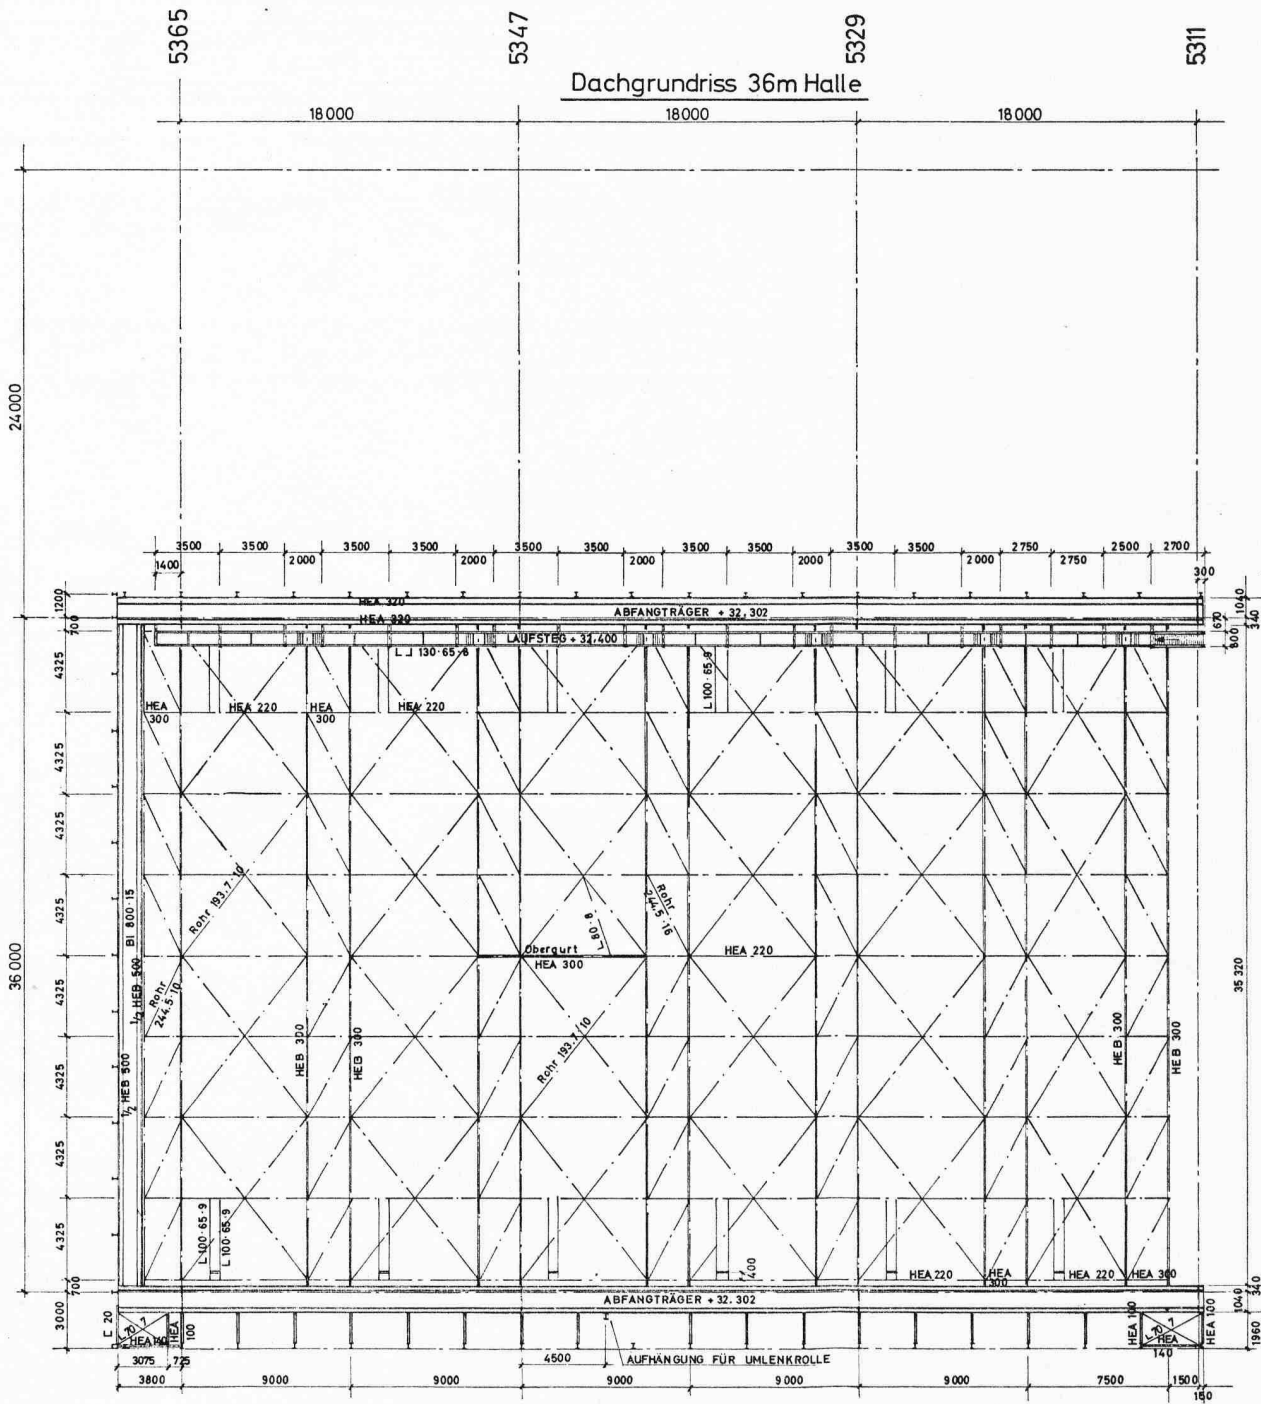 5365
5347
5329
5311
Dachgrundriss 36m Halle
18000
18000
18000
24000
3500
3500
3500
3500
3500
3500
3500
3500
3500
3500
2750
2500
2700
1400
2000
2000
2000
2000
2000
2750
300
1200
HEA 320
ABFANGTRÄGER + 32.302
1040
700
HEA 320
670
340
LAUFSTEG + 32.400
800
130·65·8
L 100·65·9
4325
HEA
300
HEA 220
HEA
300
HEA 220
4325
4325
4325
4325
4325
4325
4325
36000
35320
Rohr 193.7·10
BI 800·15
1/2 HEB 500
Rohr
244.5·10
1/2 HEB 500
Rohr
244.5·16
L 80·8
Obergurt
HEA 300
HEA 220
HEB 300
HEB 300
Rohr 193.7·10
HEB 300
HEB 300
L 100·65·9
L 100·65·9
400
HEA 220
HEA
300
HEA 220
HEA 300
700
ABFANGTRÄGER + 32.302
340
1040
3000
[ 20
L 70·7
HEA 140
HEA
100
HEA 100
L 70·7
HEA
140
HEA 100
1960
3075
725
4500
AUFHÄNGUNG FÜR UMLENKROLLE
3800
9000
9000
9000
9000
9000
7500
1500